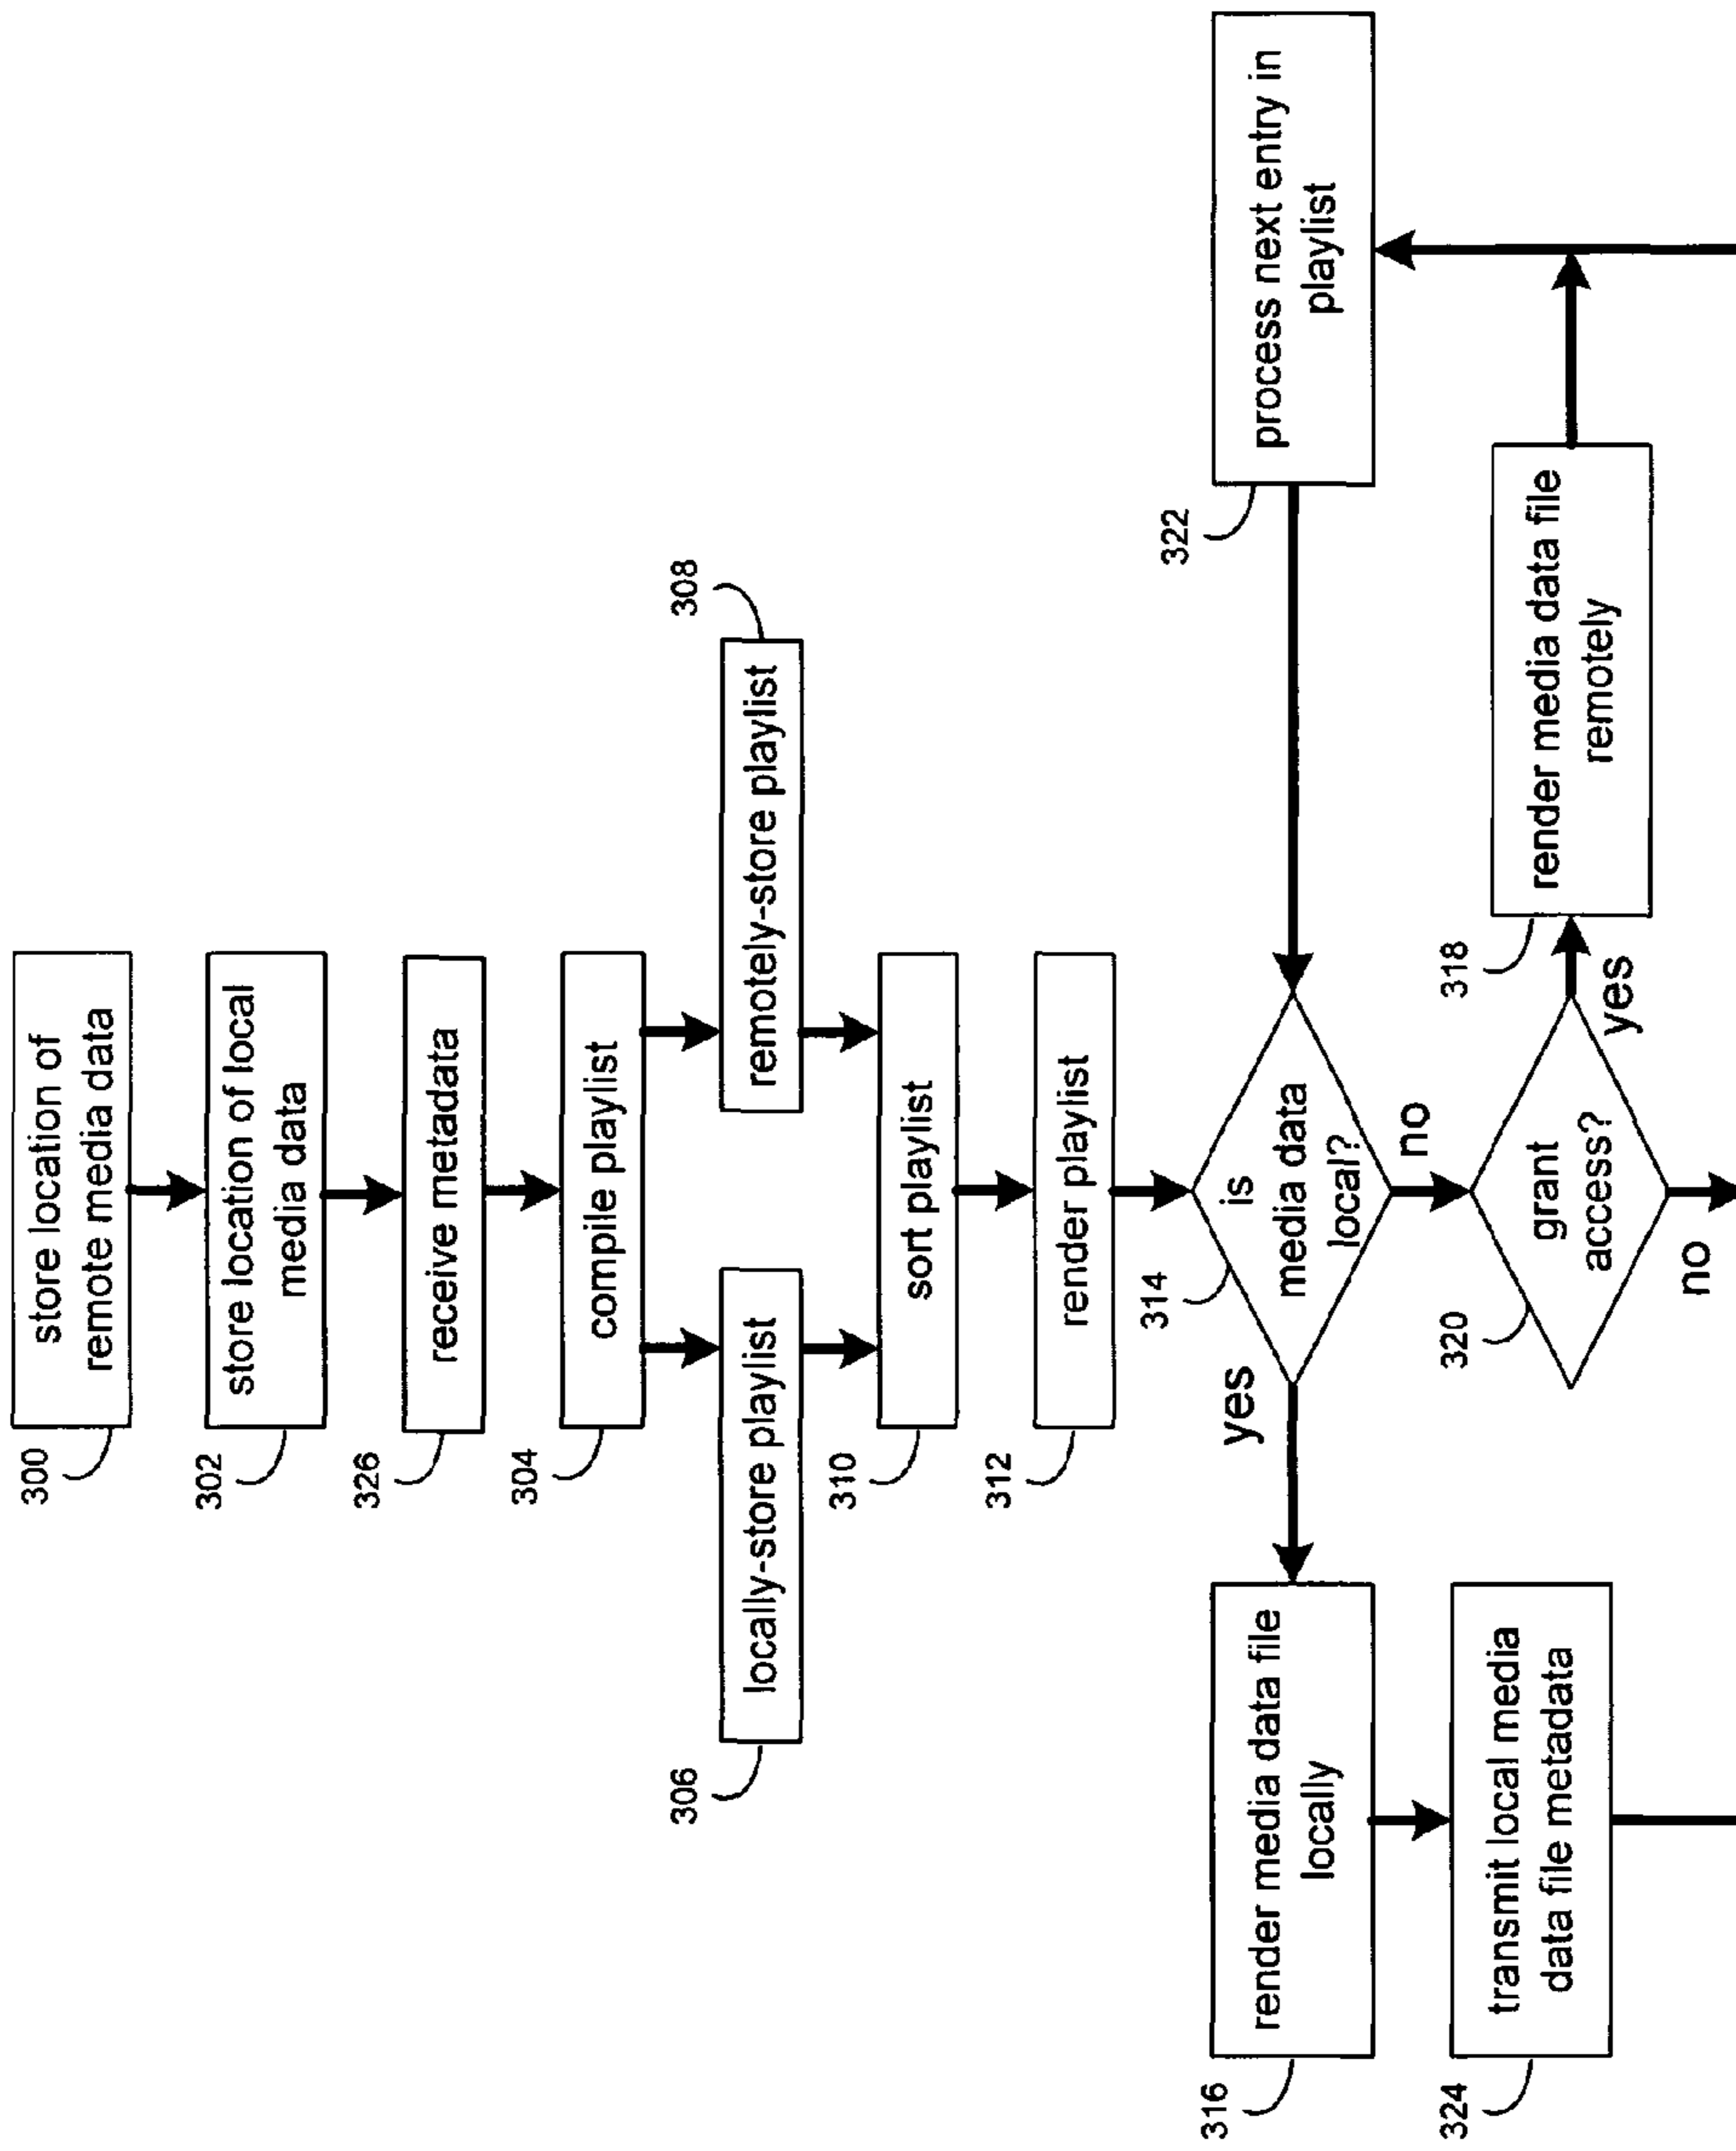 300
store location of
remote media data
302
store location of local
media data
326
receive metadata
304
compile playlist
306
locally-store playlist
remotely-store playlist
308
310
sort playlist
312
render playlist
314
is
media data
local?
yes
no
316
render media data file
locally
322
process next entry in
playlist
324
transmit local media
data file metadata
320
grant
access?
yes
no
318
render media data file
remotely